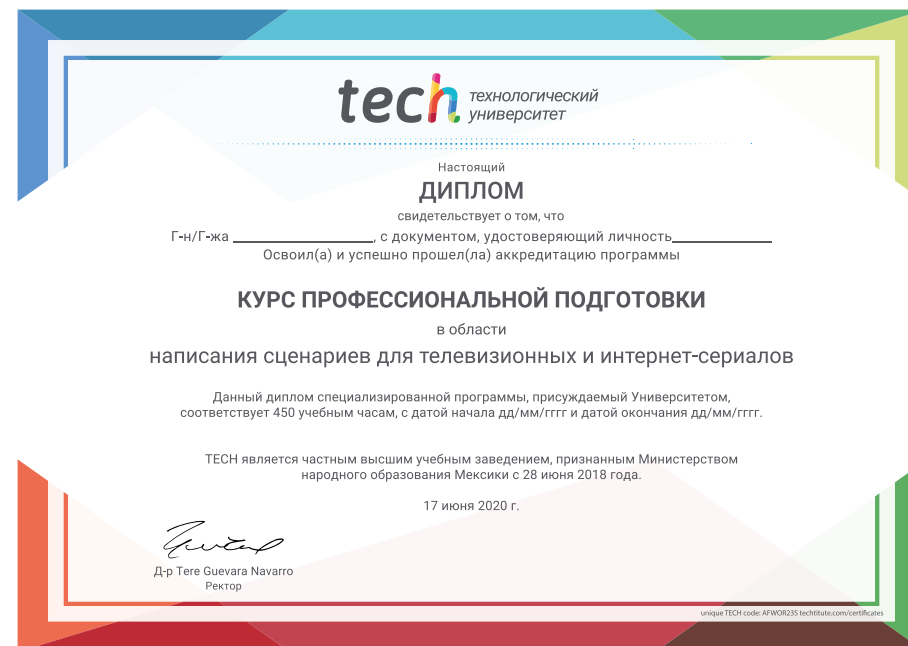 tech технологический
университет
Настоящий
ДИПЛОМ
свидетельствует о том, что
Г-н/Г-жа ____________, с документом, удостоверяющий личность____________
Освоил(а) и успешно прошел(ла) аккредитацию программы
КУРС ПРОФЕССИОНАЛЬНОЙ ПОДГОТОВКИ
в области
написания сценариев для телевизионных и интернет-сериалов
Данный диплом специализированной программы, присуждаемый Университетом,
соответствует 450 учебным часам, с датой начала дд/мм/гггг и датой окончания дд/мм/гггг.
TECH является частным высшим учебным заведением, признанным Министерством
народного образования Мексики с 28 июня 2018 года.
17 июня 2020 г.
Д-р Tere Guevara Navarro
Ректор
unique TECH code: AFWOR235 techtitute.com/certificates